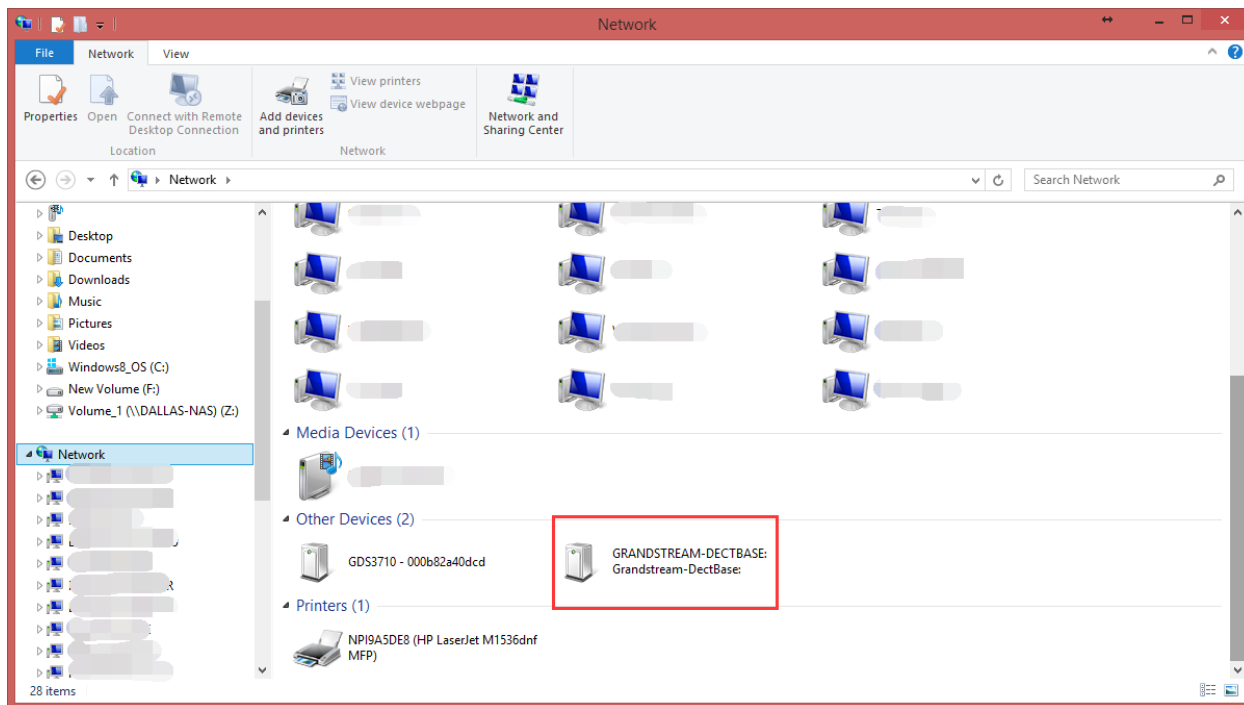 Network
File Network View
Properties
Open
Connect with Remote
Desktop Connection
Location
Add devices
and printers
View printers
View device webpage
Network
Network and
Sharing Center
Network
Search Network
Desktop
Documents
Downloads
Music
Pictures
Videos
Windows8_OS (C:)
New Volume (F:)
Volume_1 (\\DALLAS-NAS) (Z:)
Network
Media Devices (1)
Other Devices (2)
GDS3710 - 000b82a40dcd
GRANDSTREAM-DECTBASE:
Grandstream-DectBase:
Printers (1)
NPI9A5DE8 (HP LaserJet M1536dnf
MFP)
28 items